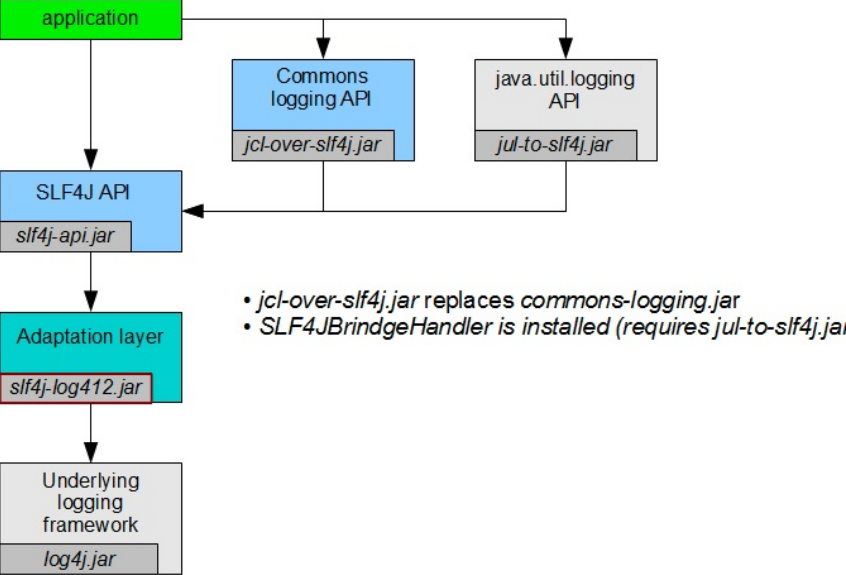 application
Commons
logging API
jcl-over-slf4j.jar
java.util.logging
API
jul-to-slf4j.jar
SLF4J API
slf4j-api.jar
• jcl-over-slf4j.jar replaces commons-logging.jar
• SLF4JBrindgeHandler is installed (requires jul-to-slf4j.jar
Adaptation layer
slf4j-log412.jar
Underlying
logging
framework
log4j.jar